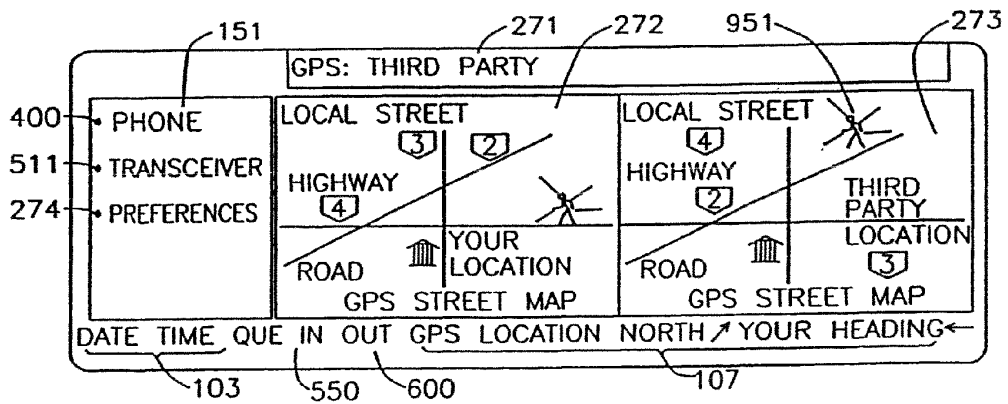 151
271
272
951
273
GPS: THIRD PARTY
400
PHONE
511
TRANSCEIVER
274
PREFERENCES
LOCAL STREET
3
2
HIGHWAY
4
YOUR
LOCATION
ROAD
GPS STREET MAP
LOCAL STREET
4
HIGHWAY
2
THIRD
PARTY
LOCATION
3
ROAD
GPS STREET MAP
DATE TIME QUE IN OUT GPS LOCATION NORTH ↗ YOUR HEADING ←
103
550
600
107